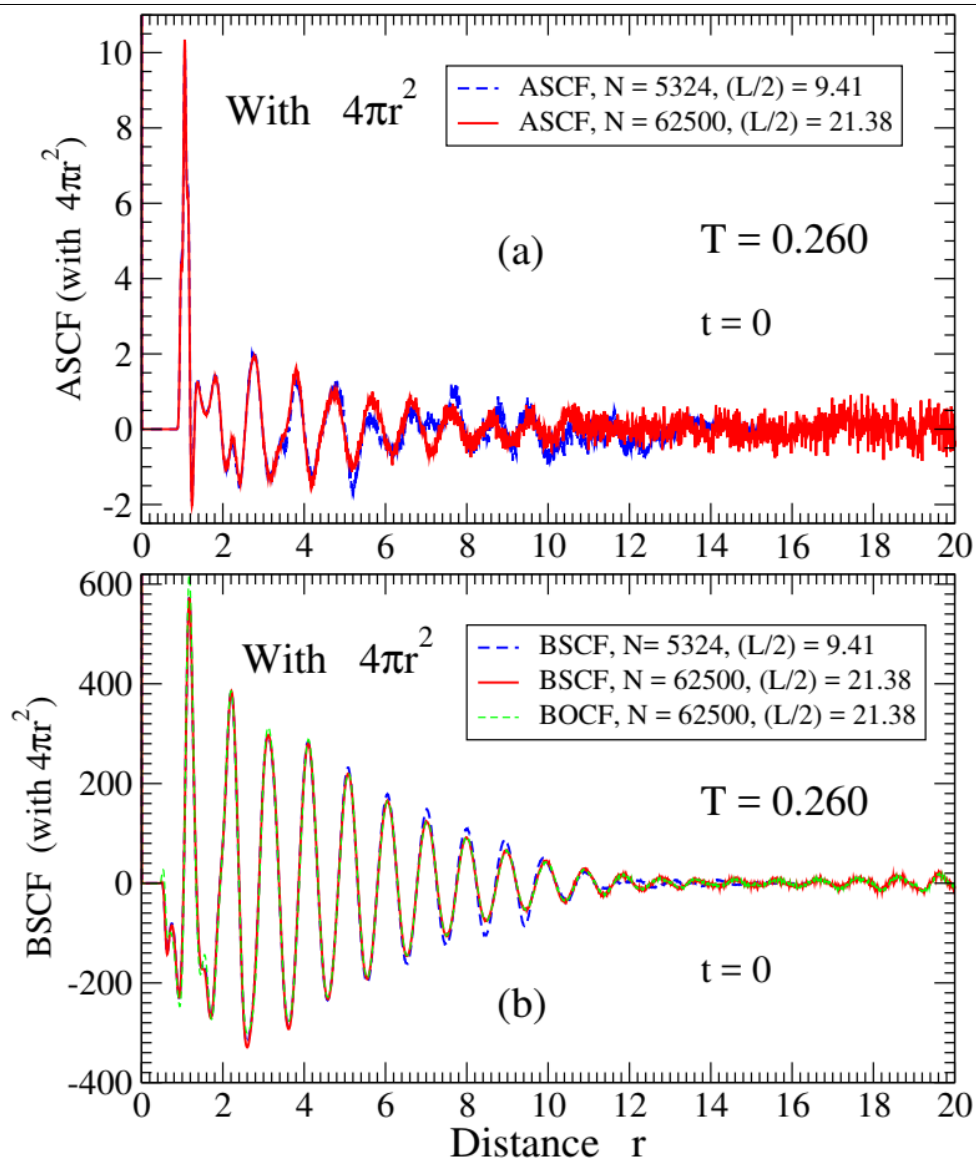 10
8
6
4
2
0
-2
ASCF (with 4πr²)
With 4πr²
ASCF, N = 5324, (L/2) = 9.41
ASCF, N = 62500, (L/2) = 21.38
(a)
T = 0.260
t = 0
0 2 4 6 8 10 12 14 16 18 20
600
400
200
0
-200
-400
BSCF (with 4πr²)
With 4πr²
BSCF, N= 5324, (L/2) = 9.41
BSCF, N = 62500, (L/2) = 21.38
BOCF, N = 62500, (L/2) = 21.38
T = 0.260
t = 0
(b)
0 2 4 6 8 10 12 14 16 18 20
Distance r